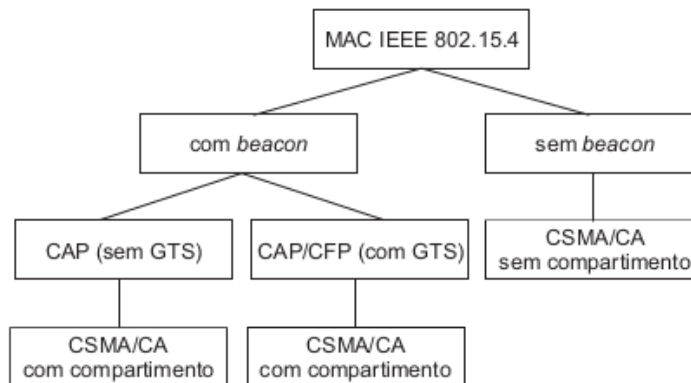 MAC IEEE 802.15.4
com beacon
sem beacon
CAP (sem GTS)
CAP/CFP (com GTS)
CSMA/CA
sem compartimento
CSMA/CA
com compartimento
CSMA/CA
com compartimento